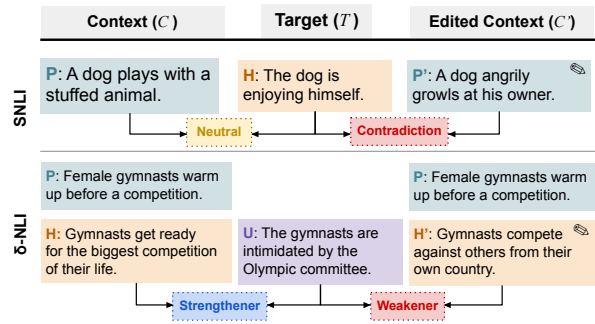 Context (C)
Target (T)
Edited Context (C')
SNLI
P: A dog plays with a
stuffed animal.
H: The dog is
enjoying himself.
P': A dog angrily
growls at his owner.
Neutral
Contradiction
δ-NLI
P: Female gymnasts warm
up before a competition.
P: Female gymnasts warm
up before a competition.
H: Gymnasts get ready
for the biggest competition
of their life.
U: The gymnasts are
intimidated by the
Olympic committee.
H': Gymnasts compete
against others from their
own country.
Strengthener
Weakener